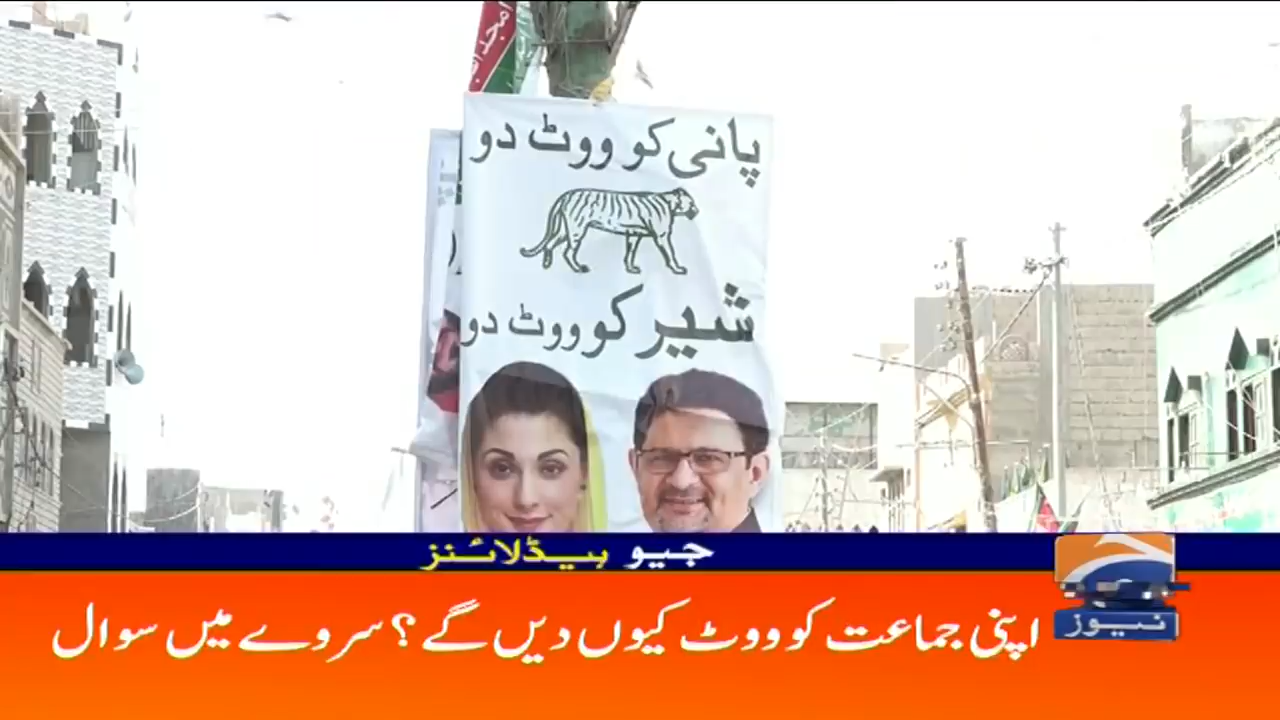 امجد
پانی کو ووٹ دو
شیر کو ووٹ دو
جیو ہیڈلائنز
اپنی جماعت کو ووٹ کیوں دیں گے؟ سروے میں سوال
نیوز